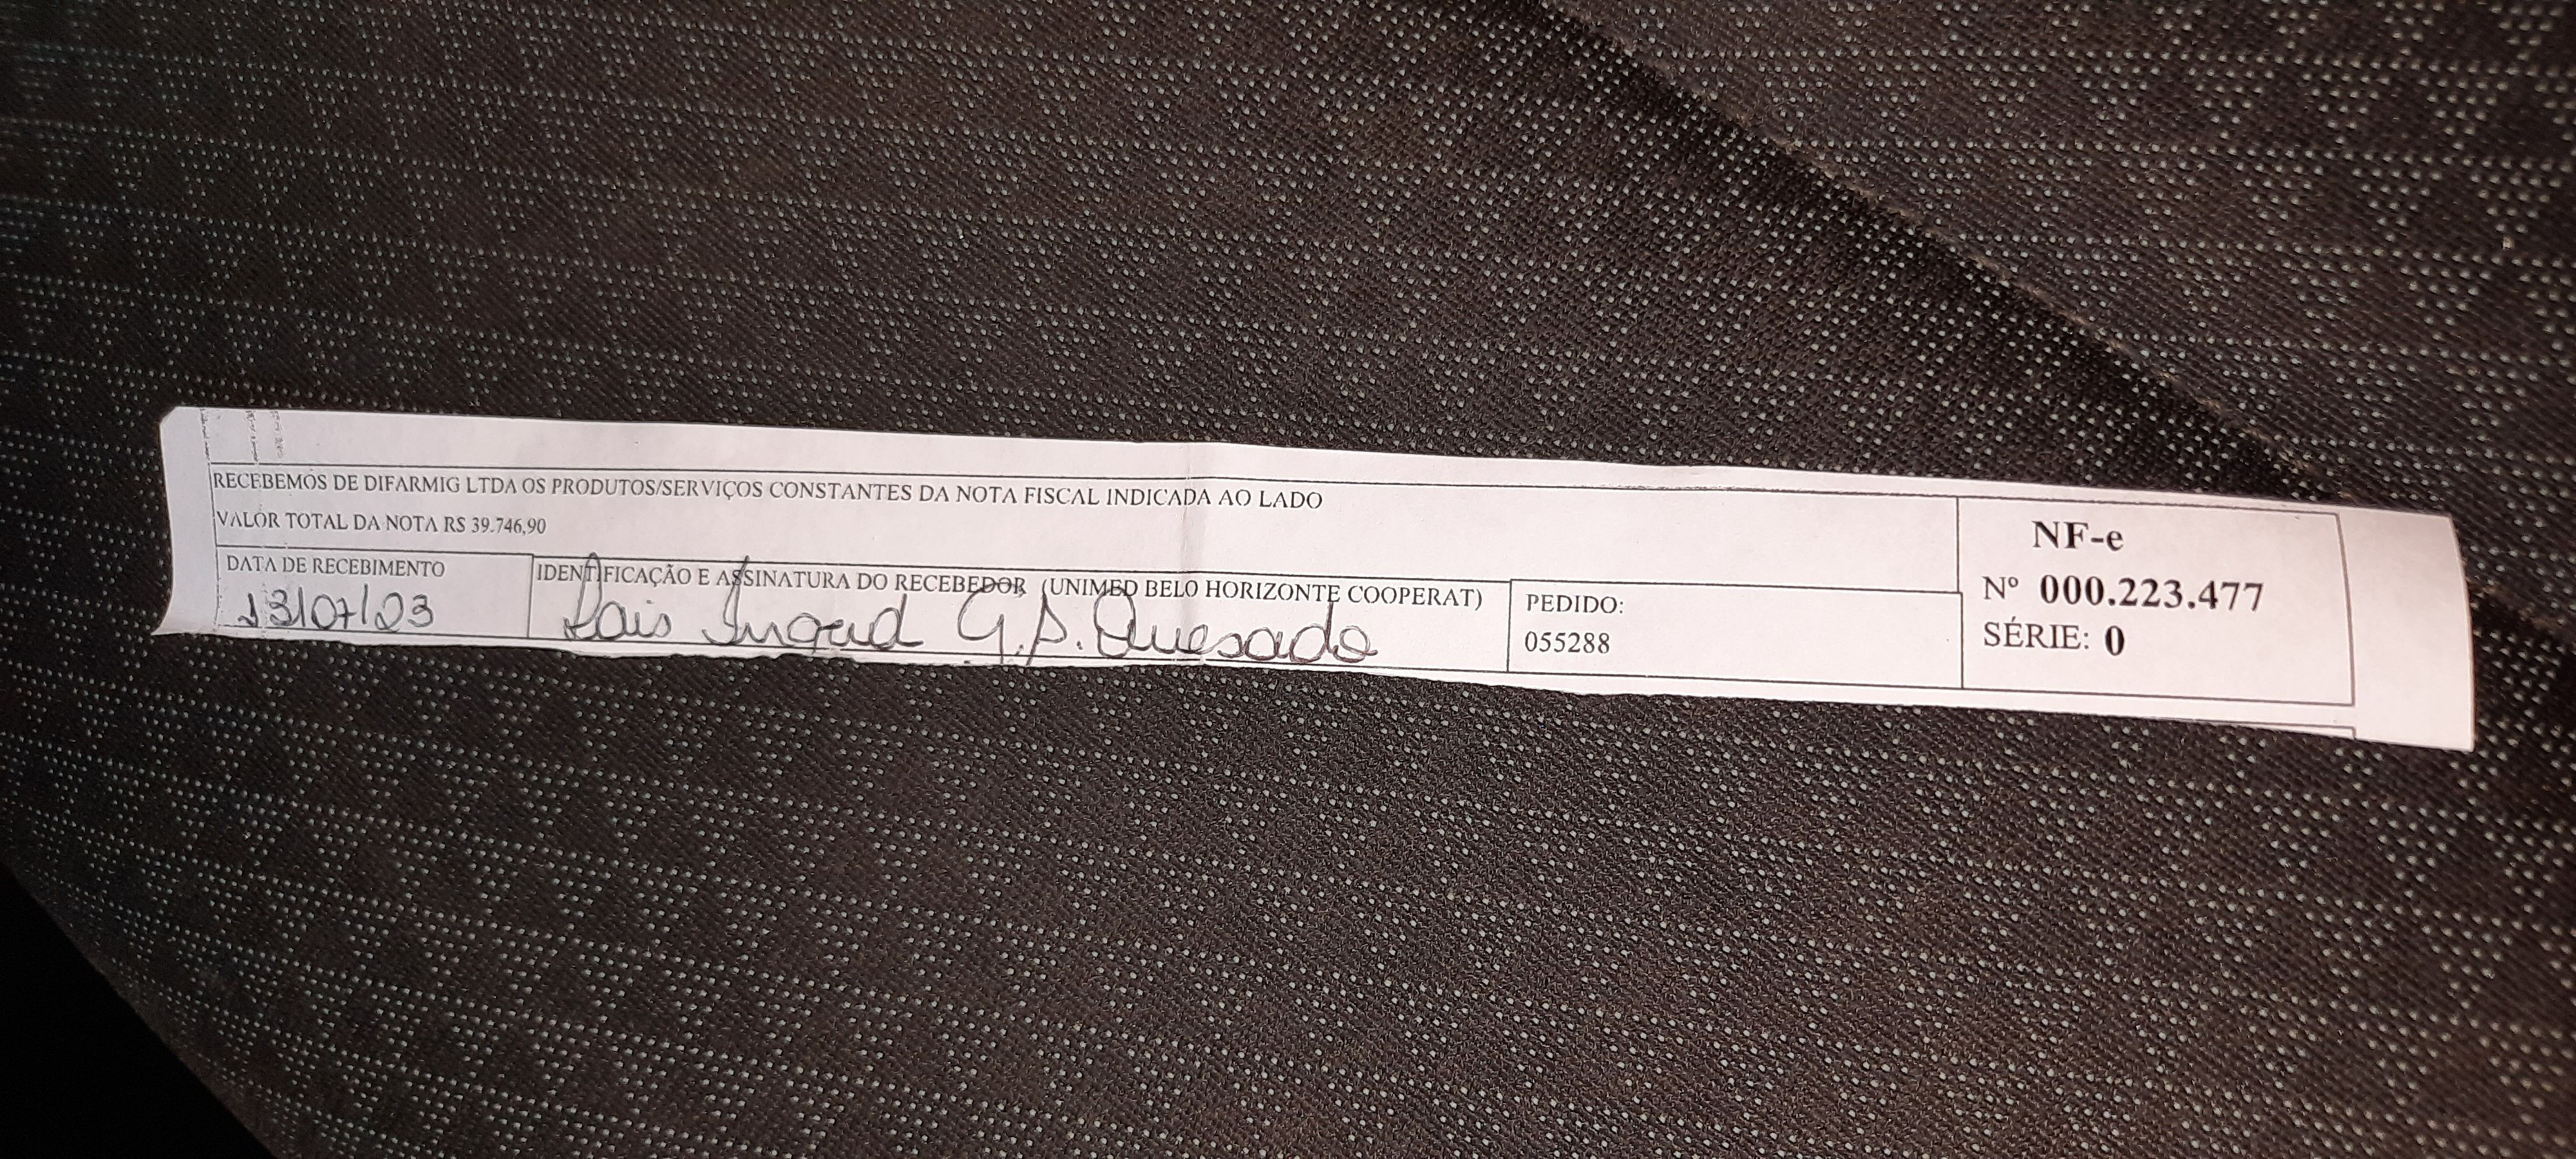 RECEBEMOS DE DIFARMIG LTDA OS PRODUTOS/SERVIÇOS CONSTANTES DA NOTA FISCAL INDICADA AO LADO
VALOR TOTAL DA NOTA R$ 39.746,90
DATA DE RECEBIMENTO
13/07/23
IDENTIFICAÇÃO E ASSINATURA DO RECEBEDOR (UNIMED BELO HORIZONTE COOPERAT)
Lais Ingrid G.S. Quesado
PEDIDO:
055288
NF-e
Nº 000.223.477
SÉRIE: 0